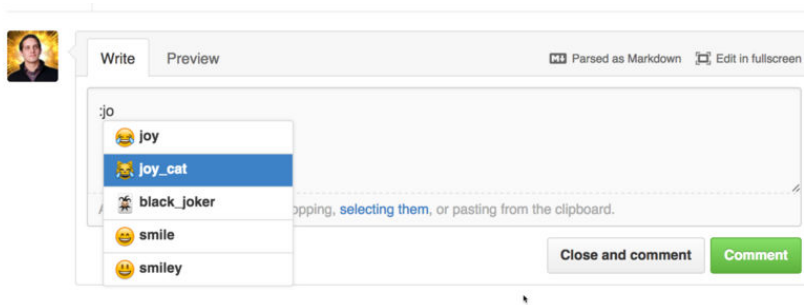 Write Preview Parsed as Markdown Edit in fullscreen
:jo
joy
joy_cat
black_joker
opping, selecting them, or pasting from the clipboard.
smile
smiley
Close and comment Comment